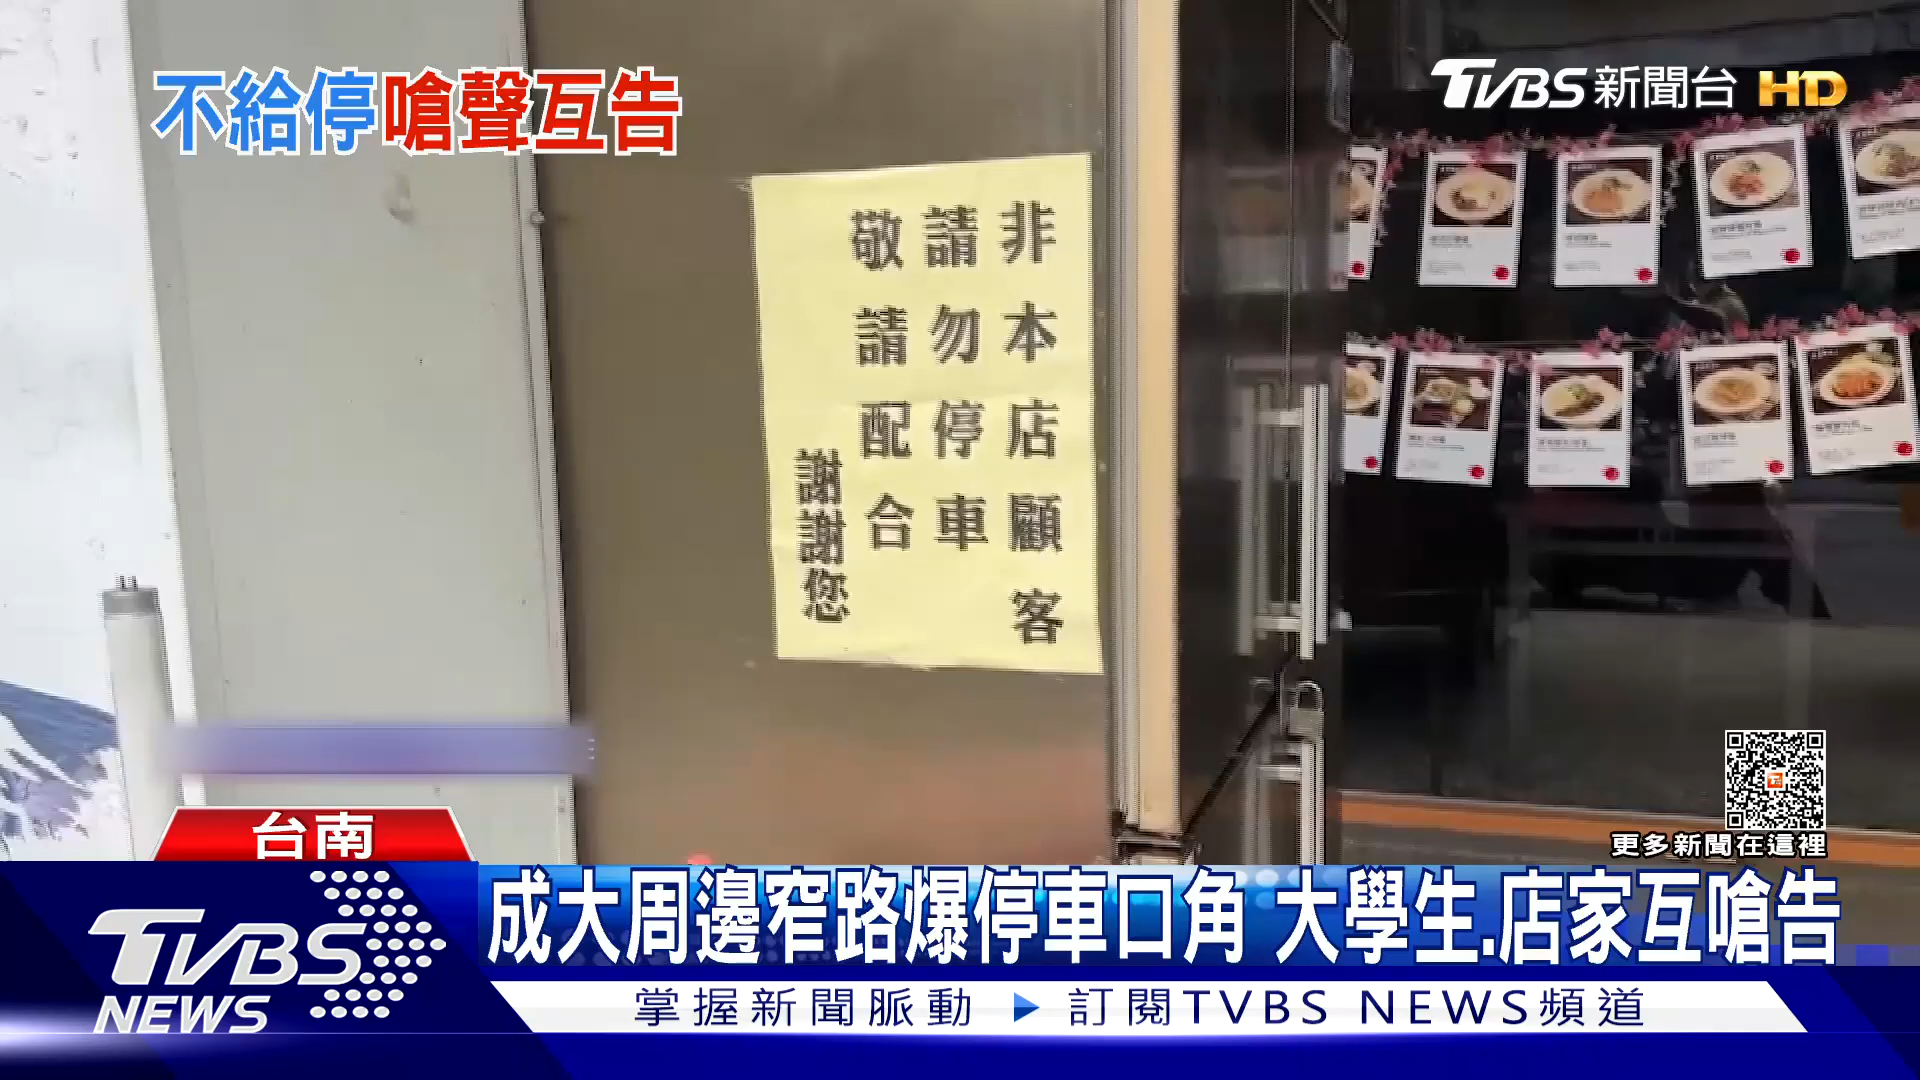 不給停嗆聲互告
TVBS新聞台 HD
非本店顧客
請勿停車
敬請配合
謝謝您
更多新聞在這裡
台南
成大周邊窄路爆停車口角 大學生.店家互嗆告
TVBS
NEWS
掌握新聞脈動 ▶ 訂閱TVBS NEWS頻道